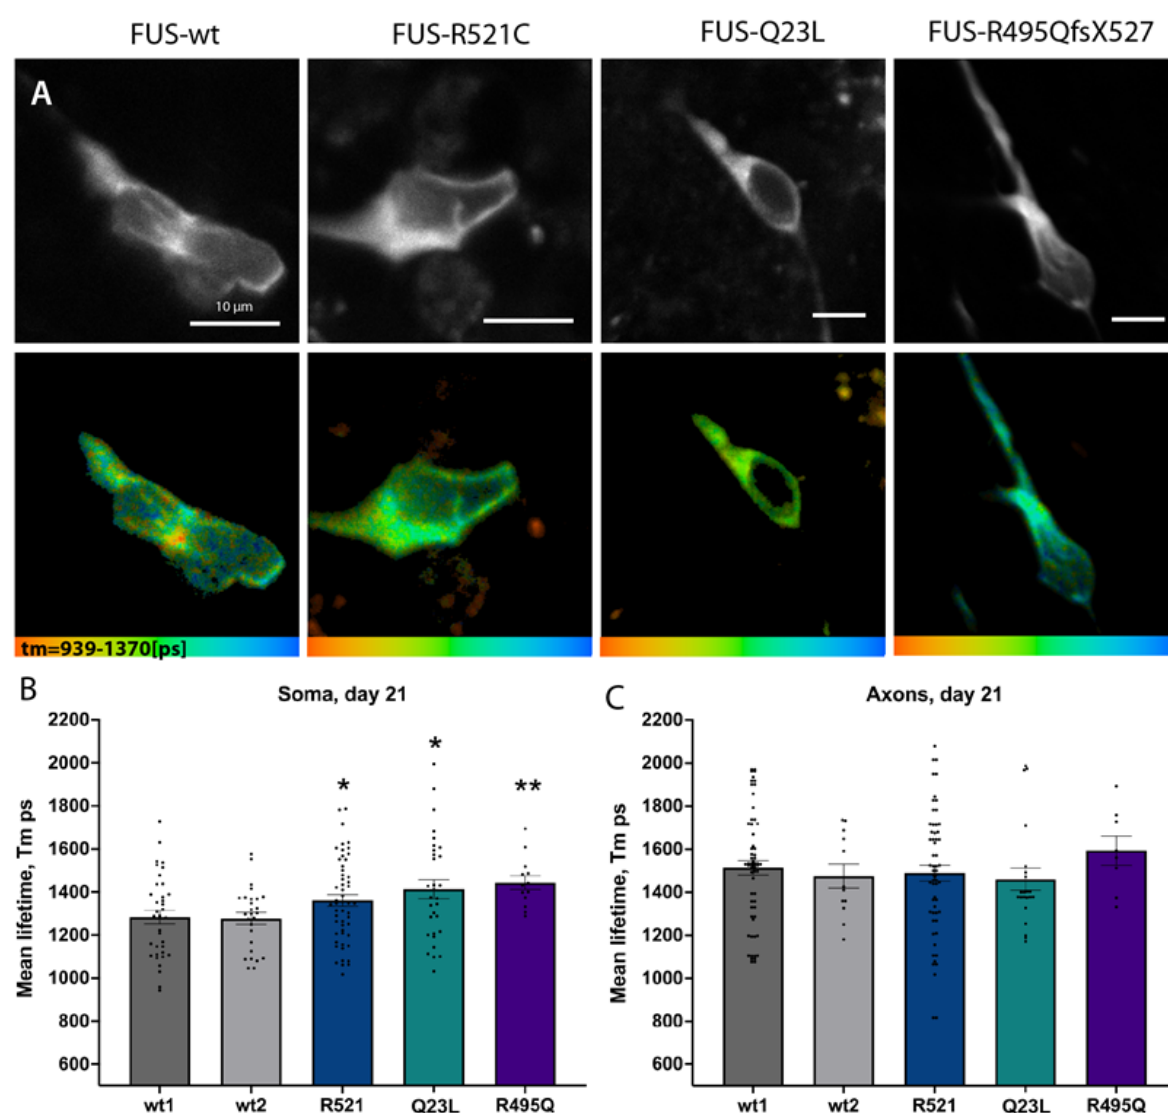 FUS-wt FUS-R521C FUS-Q23L FUS-R495QfsX527
A
10 µm
tm=939-1370[ps]
B Soma, day 21
2200
2000
1800
1600
1400
1200
1000
800
600
Mean lifetime, Tm ps
* * **
wt1 wt2 R521 Q23L R495Q
C Axons, day 21
2200
2000
1800
1600
1400
1200
1000
800
600
Mean lifetime, Tm ps
wt1 wt2 R521 Q23L R495Q